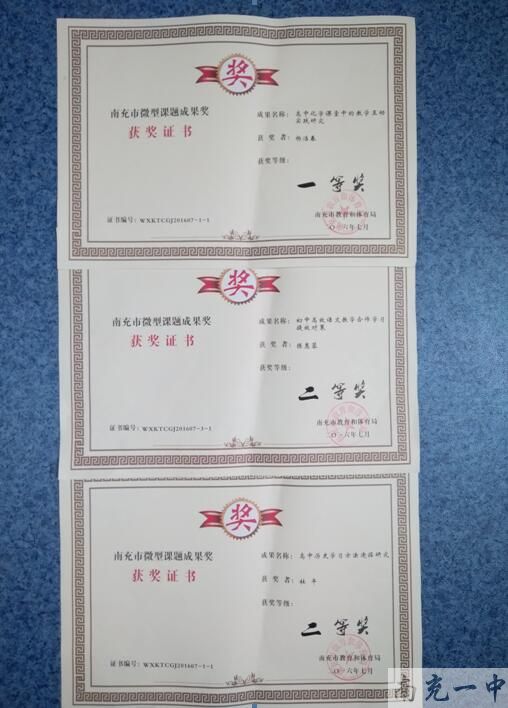 奖
南充市微型课题成果奖
获奖证书
成果名称：高中化学课堂中的教学互动
实践研究
获奖者：杨浩春
获奖等级：
一等奖
证书编号：WXKTCGJ201607-1-1
南充市教育和体育局
二〇一六年七月
奖
南充市微型课题成果奖
获奖证书
成果名称：初中高效语文教学合作学习
提效对策
获奖者：
获奖等级：
二等奖
证书编号：WXKTCGJ201607-3-1
南充市教育和体育局
二〇一六年七月
奖
南充市微型课题成果奖
获奖证书
成果名称：高中历史学习方法途径研究
获奖者：杜平
获奖等级：
二等奖
证书编号：WXKTCGJ201607-1-1
南充市教育和体育局
二〇一六年七月
南充一中